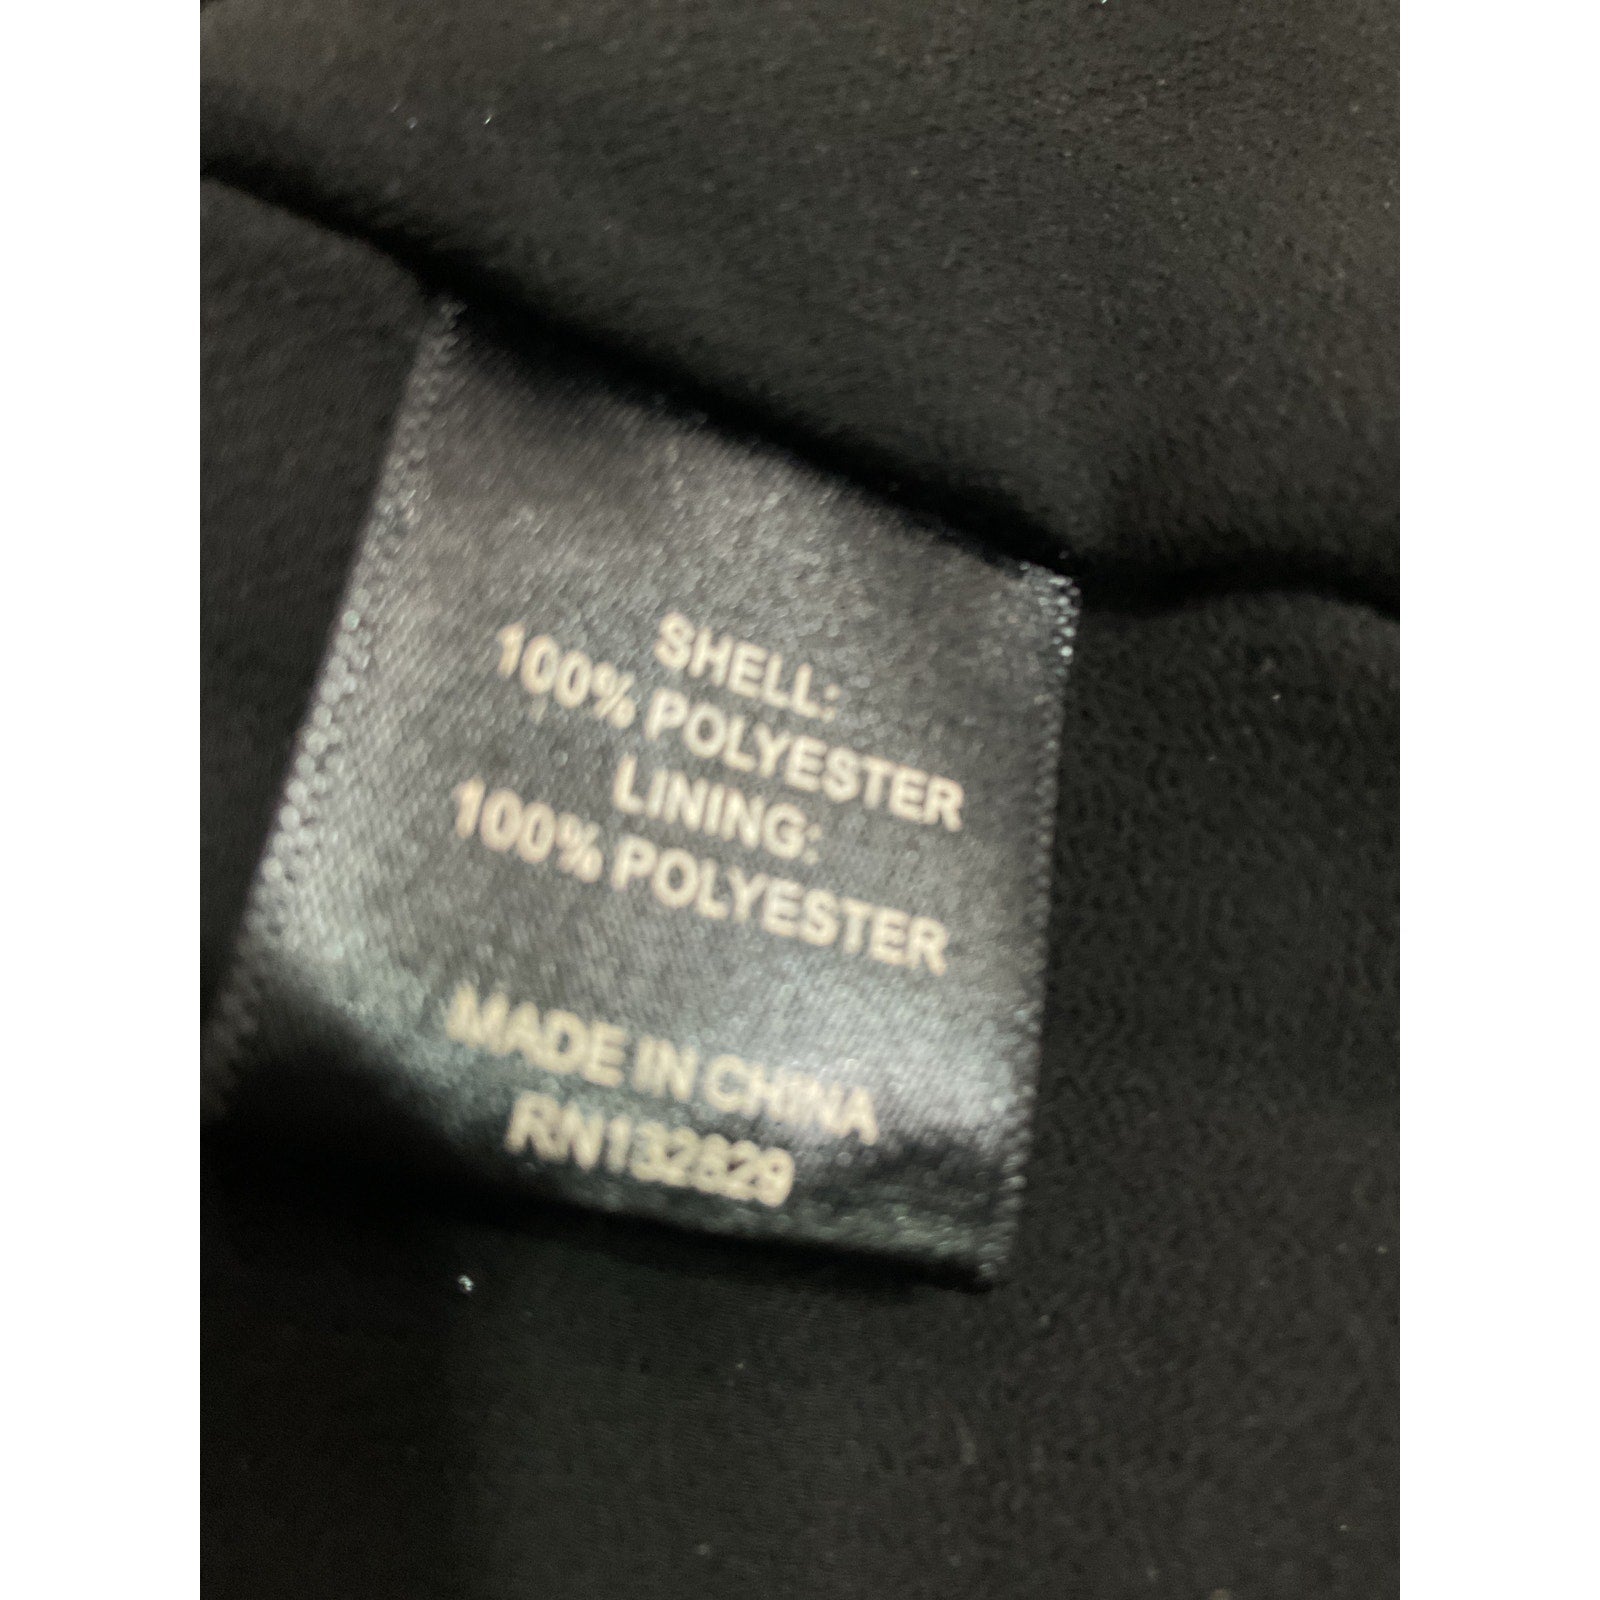 SHELL:
100% POLYESTER
LINING:
100% POLYESTER
MADE IN CHINA
RN132829